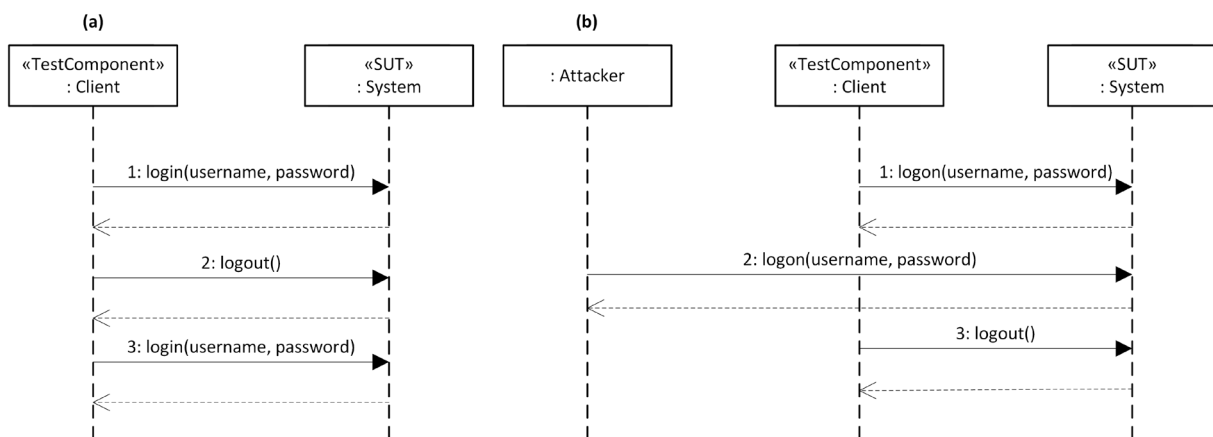 (a)
«TestComponent»
: Client
«SUT»
: System
1: login(username, password)
2: logout()
3: login(username, password)
(b)
: Attacker
«TestComponent»
: Client
«SUT»
: System
1: logon(username, password)
2: logon(username, password)
3: logout()